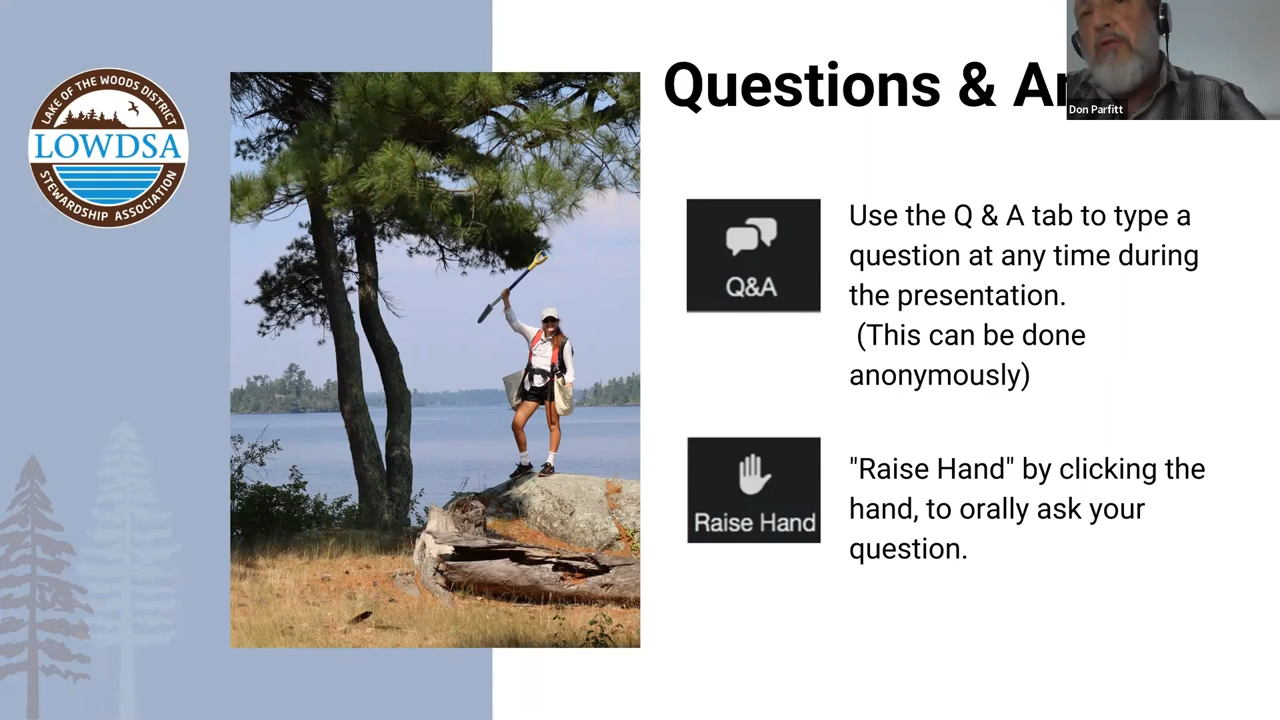 LAKE OF THE WOODS DISTRICT
LOWDSA
STEWARDSHIP ASSOCIATION
Questions & A
Don Parfitt
Q&A
Use the Q & A tab to type a
question at any time during
the presentation.
(This can be done
anonymously)
Raise Hand
"Raise Hand" by clicking the
hand, to orally ask your
question.